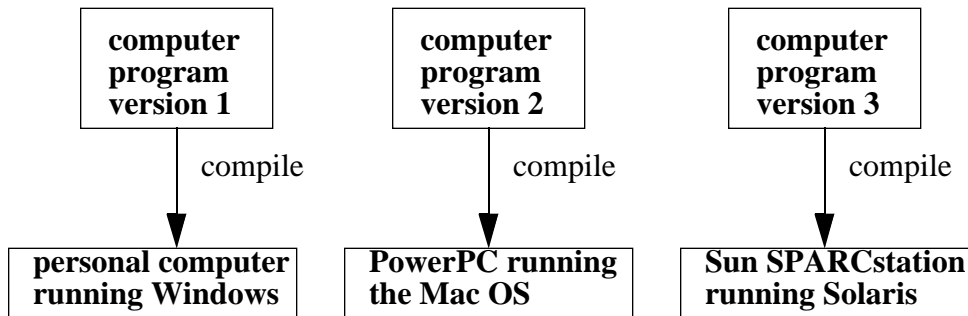 computer
program
version 1
computer
program
version 2
computer
program
version 3
compile
compile
compile
personal computer
running Windows
PowerPC running
the Mac OS
Sun SPARCstation
running Solaris